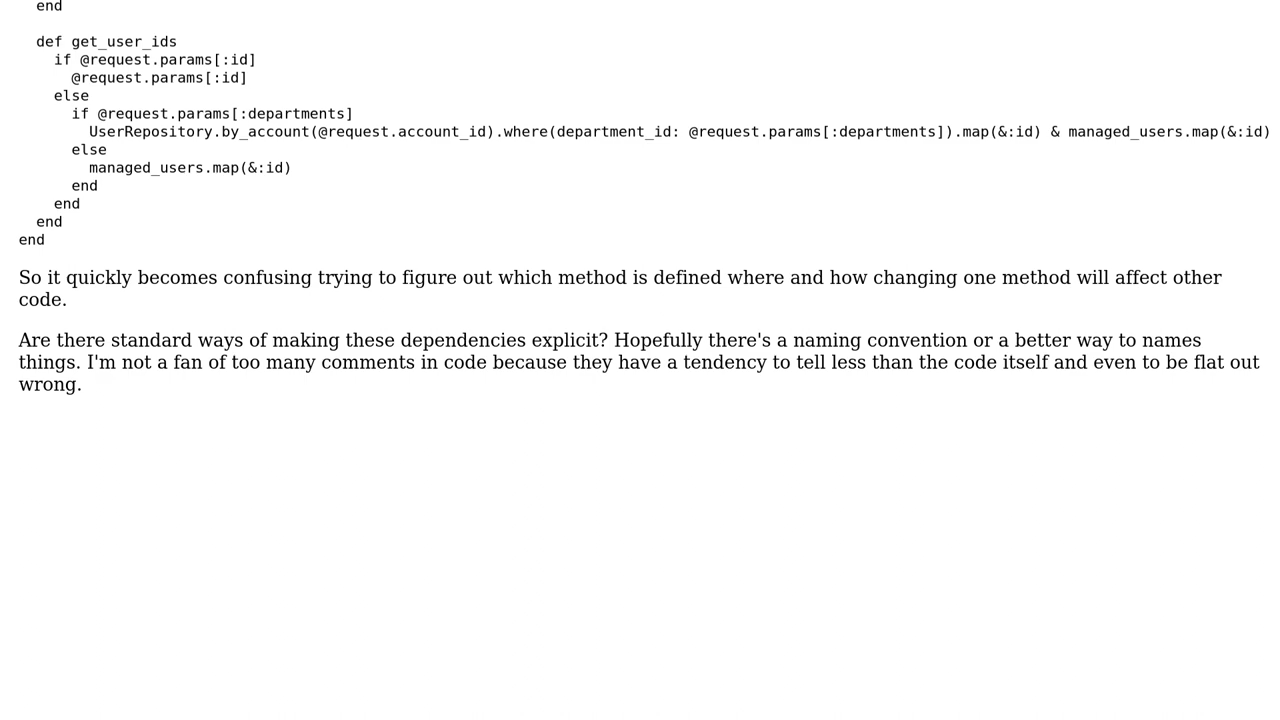 end
def get_user_ids
if @request.params[:id]
@request.params[:id]
else
if @request.params[:departments]
UserRepository.by_account(@request.account_id).where(department_id: @request.params[:departments]).map(&:id) & managed_users.map(&:id)
else
managed_users.map(&:id)
end
end
end
end
So it quickly becomes confusing trying to figure out which method is defined where and how changing one method will affect other
code.
Are there standard ways of making these dependencies explicit? Hopefully there's a naming convention or a better way to names
things. I'm not a fan of too many comments in code because they have a tendency to tell less than the code itself and even to be flat out
wrong.